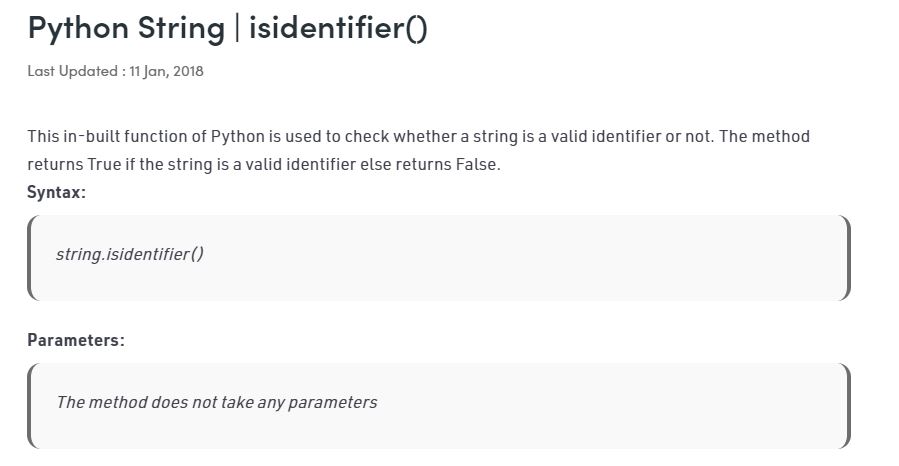 Python String | isidentifier()
Last Updated : 11 Jan, 2018
This in-built function of Python is used to check whether a string is a valid identifier or not. The method
returns True if the string is a valid identifier else returns False.
Syntax:
string.isidentifier()
Parameters:
The method does not take any parameters